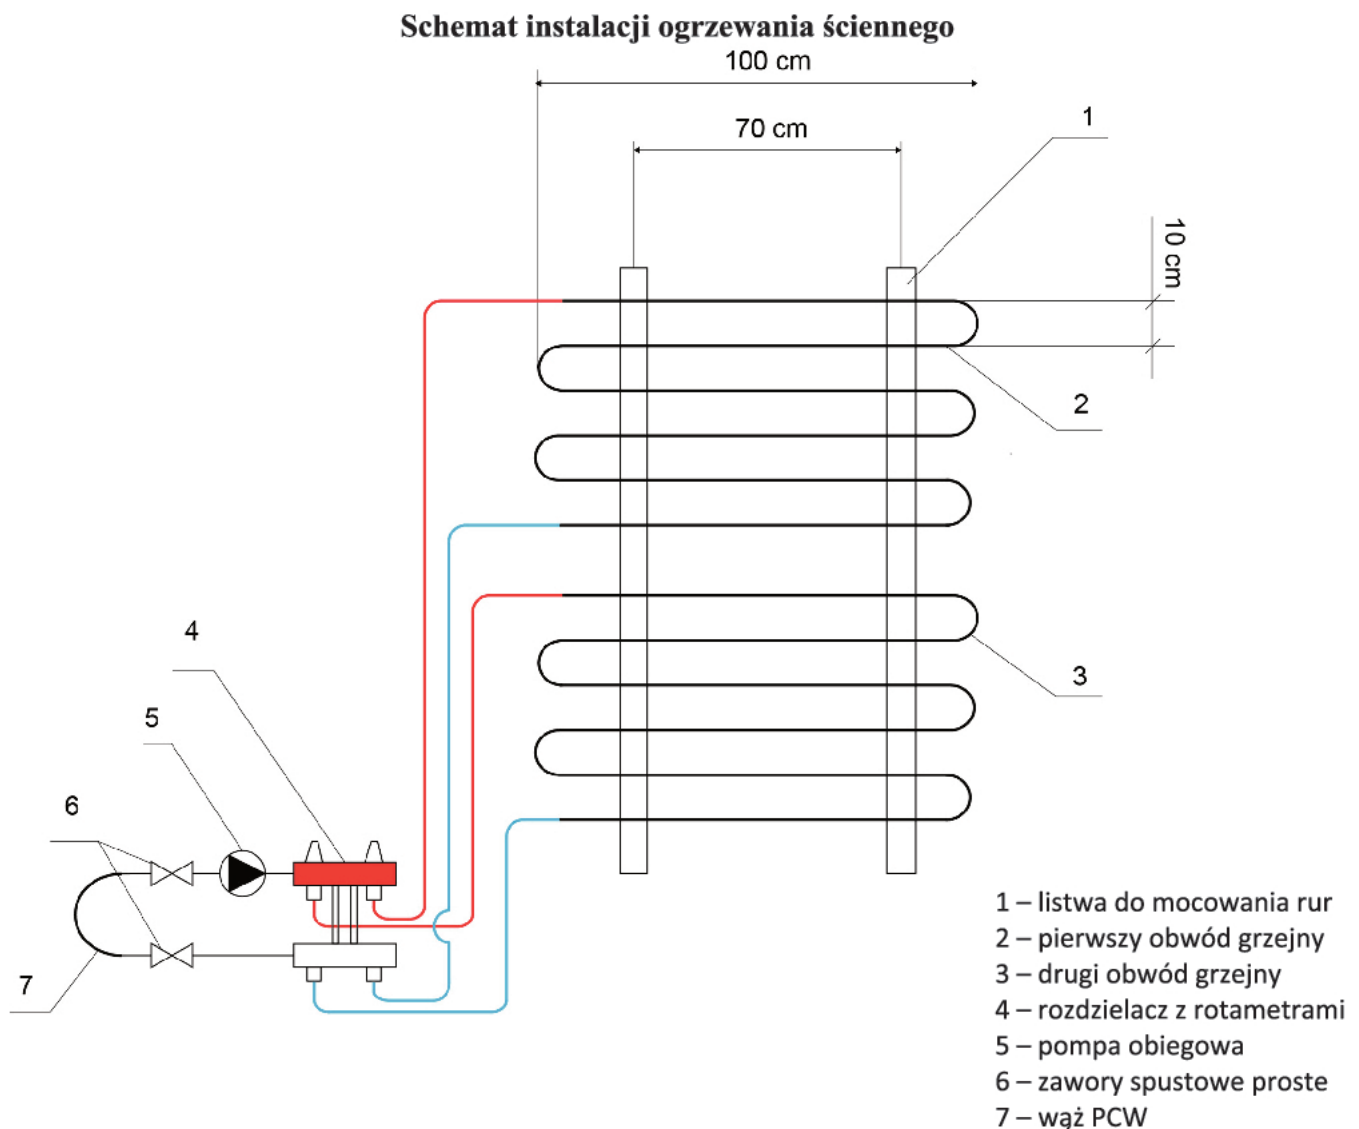 Schemat instalacji ogrzewania ściennego
100 cm
70 cm
1
10 cm
2
3
4
5
6
7
1 – listwa do mocowania rur
2 – pierwszy obwód grzejny
3 – drugi obwód grzejny
4 – rozdzielacz z rotametrami
5 – pompa obiegowa
6 – zawory spustowe proste
7 – wąż PCW